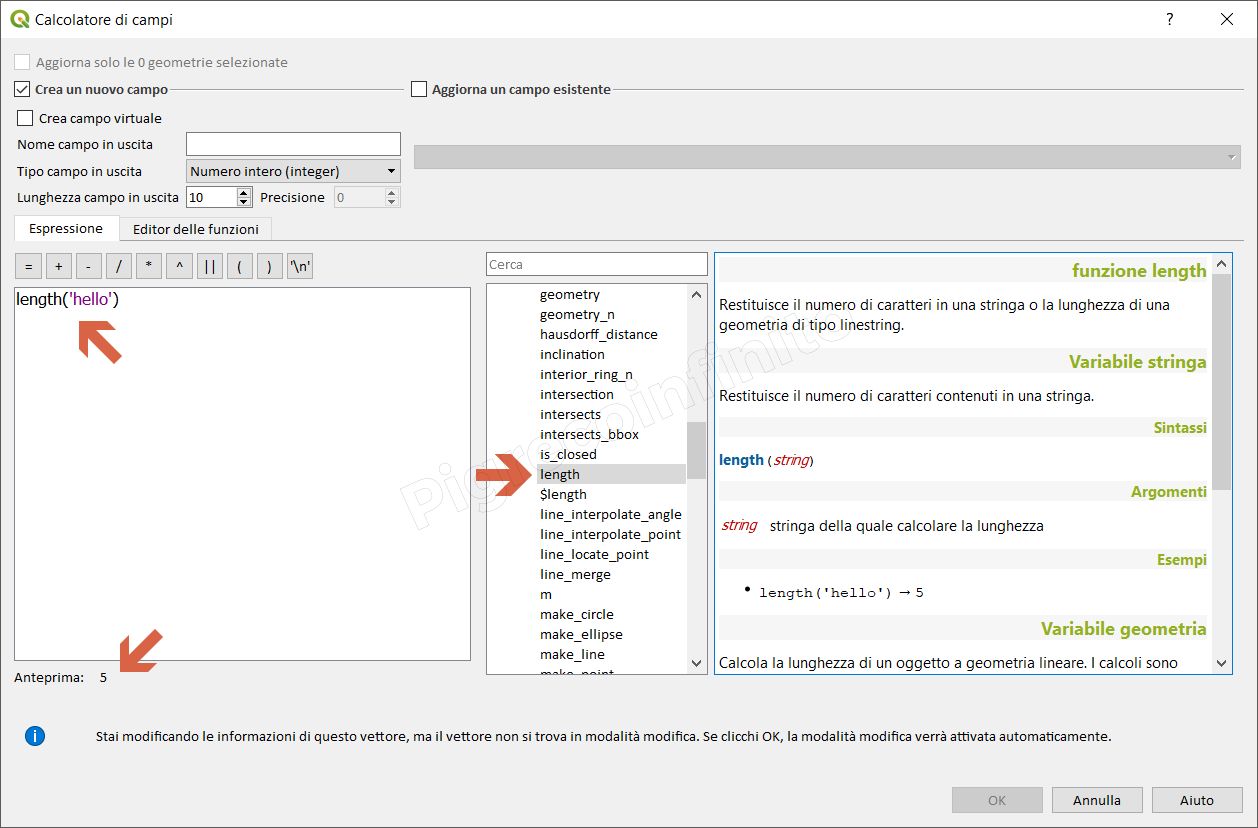 Calcolatore di campi
?
Aggiorna solo le 0 geometrie selezionate
Crea un nuovo campo
Aggiorna un campo esistente
Crea campo virtuale
Nome campo in uscita
Tipo campo in uscita Numero intero (integer)
Lunghezza campo in uscita 10 Precisione 0
Espressione Editor delle funzioni
= + - / * ^ || ( ) '\n'
length('hello')
Anteprima: 5
Cerca
geometry
geometry_n
hausdorff_distance
inclination
interior_ring_n
intersection
intersects
intersects_bbox
is_closed
length
$length
line_interpolate_angle
line_interpolate_point
line_locate_point
line_merge
m
make_circle
make_ellipse
make_line
make_point
funzione length
Restituisce il numero di caratteri in una stringa o la lunghezza di una
geometria di tipo linestring.
Variabile stringa
Restituisce il numero di caratteri contenuti in una stringa.
Sintassi
length (string)
Argomenti
string stringa della quale calcolare la lunghezza
Esempi
• length('hello') → 5
Variabile geometria
Calcola la lunghezza di un oggetto a geometria lineare. I calcoli sono
Pigrecoinfinito
Stai modificando le informazioni di questo vettore, ma il vettore non si trova in modalità modifica. Se clicchi OK, la modalità modifica verrà attivata automaticamente.
OK Annulla Aiuto